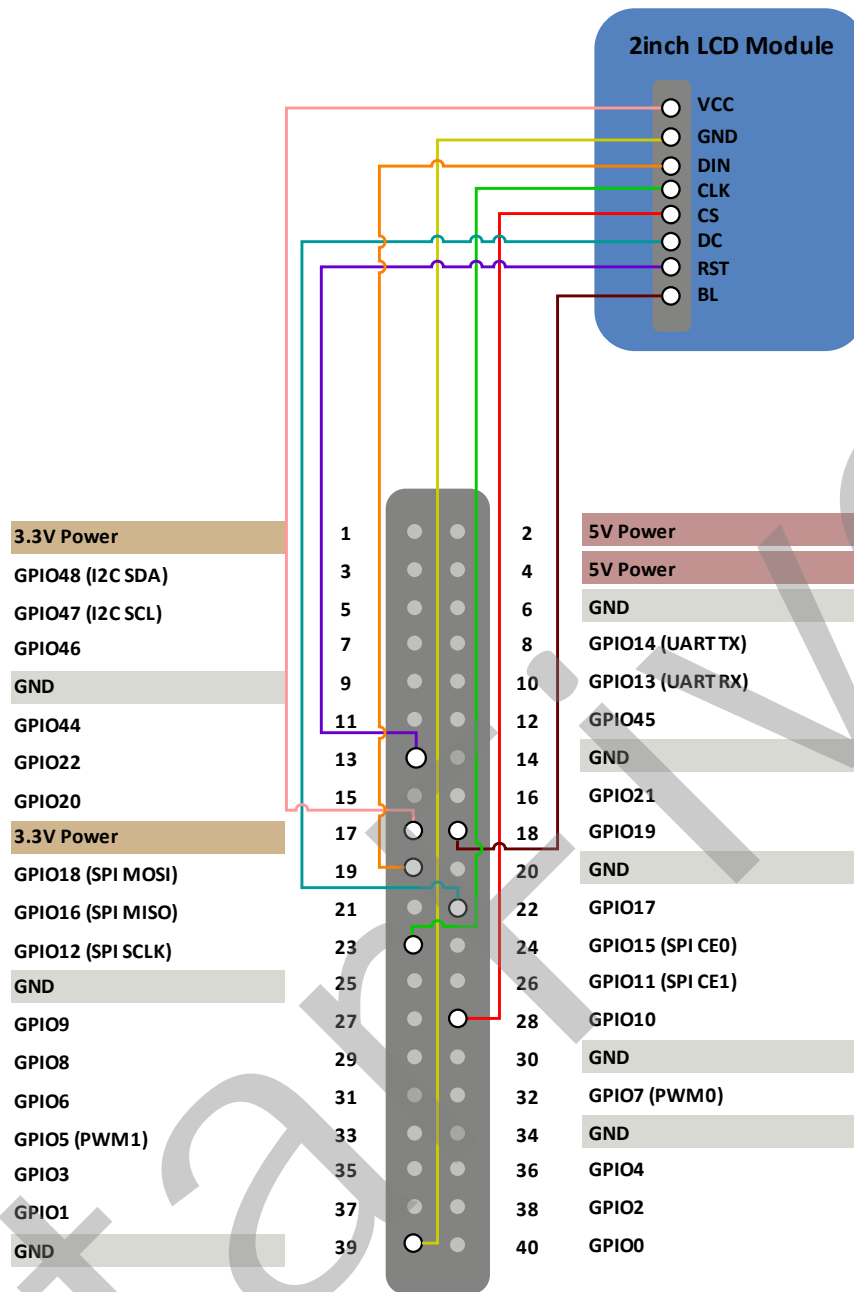 2inch LCD Module
VCC
GND
DIN
CLK
CS
DC
RST
BL
3.3V Power 1 2 5V Power
GPIO48 (I2C SDA) 3 4 5V Power
GPIO47 (I2C SCL) 5 6 GND
GPIO46 7 8 GPIO14 (UART TX)
GND 9 10 GPIO13 (UART RX)
GPIO44 11 12 GPIO45
GPIO22 13 14 GND
GPIO20 15 16 GPIO21
3.3V Power 17 18 GPIO19
GPIO18 (SPI MOSI) 19 20 GND
GPIO16 (SPI MISO) 21 22 GPIO17
GPIO12 (SPI SCLK) 23 24 GPIO15 (SPI CE0)
GND 25 26 GPIO11 (SPI CE1)
GPIO9 27 28 GPIO10
GPIO8 29 30 GND
GPIO6 31 32 GPIO7 (PWM0)
GPIO5 (PWM1) 33 34 GND
GPIO3 35 36 GPIO4
GPIO1 37 38 GPIO2
GND 39 40 GPIO0